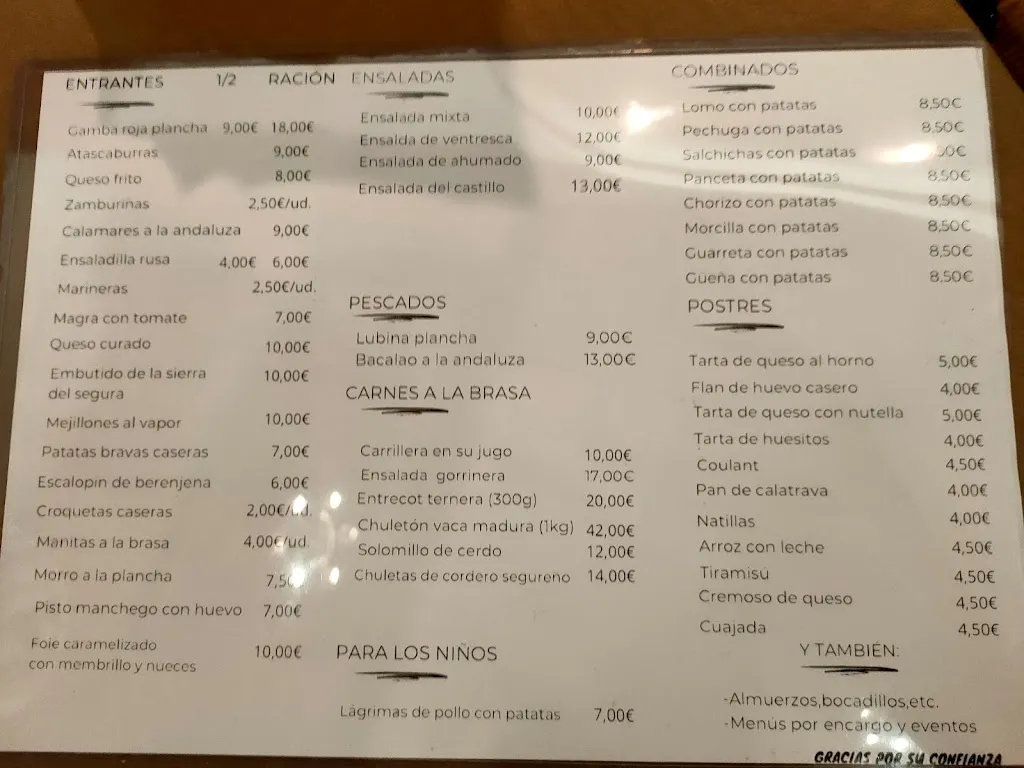 ENTRANTES 1/2 RACIÓN
Gamba roja plancha 9,00€ 18,00€
Atascaburras 9,00€
Queso frito 8,00€
Zamburiñas 2,50€/ud.
Calamares a la andaluza 9,00€
Ensaladilla rusa 4,00€ 6,00€
Marineras 2,50€/ud.
Magra con tomate 7,00€
Queso curado 10,00€
Embutido de la sierra 10,00€
del segura
Mejillones al vapor 10,00€
Patatas bravas caseras 7,00€
Escalopin de berenjena 6,00€
Croquetas caseras 2,00€/ud.
Manitas a la brasa 4,00€/ud.
Morro a la plancha 7,50
Pisto manchego con huevo 7,00€
Foie caramelizado 10,00€
con membrillo y nueces
ENSALADAS
Ensalada mixta 10,00€
Ensalda de ventresca 12,00€
Ensalada de ahumado 9,00€
Ensalada del castillo 13,00€
PESCADOS
Lubina plancha 9,00€
Bacalao a la andaluza 13,00€
CARNES A LA BRASA
Carrillera en su jugo 10,00€
Ensalada gorrinera 17,00€
Entrecot ternera (300g) 20,00€
Chuletón vaca madura (1kg) 42,00€
Solomillo de cerdo 12,00€
Chuletas de cordero segureño 14,00€
PARA LOS NIÑOS
Lágrimas de pollo con patatas 7,00€
COMBINADOS
Lomo con patatas 8,50€
Pechuga con patatas 8,50€
Salchichas con patatas
Panceta con patatas 8,50€
Chorizo con patatas 8,50€
Morcilla con patatas 8,50€
Guarreta con patatas 8,50€
Güeña con patatas 8,50€
POSTRES
Tarta de queso al horno 5,00€
Flan de huevo casero 4,00€
Tarta de queso con nutella 5,00€
Tarta de huesitos 4,00€
Coulant 4,50€
Pan de calatrava 4,00€
Natillas 4,00€
Arroz con leche 4,50€
Tiramisú 4,50€
Cremoso de queso 4,50€
Cuajada 4,50€
Y TAMBIÉN:
-Almuerzos,bocadillos,etc.
-Menús por encargo y eventos
GRACIAS POR SU CONFIANZA